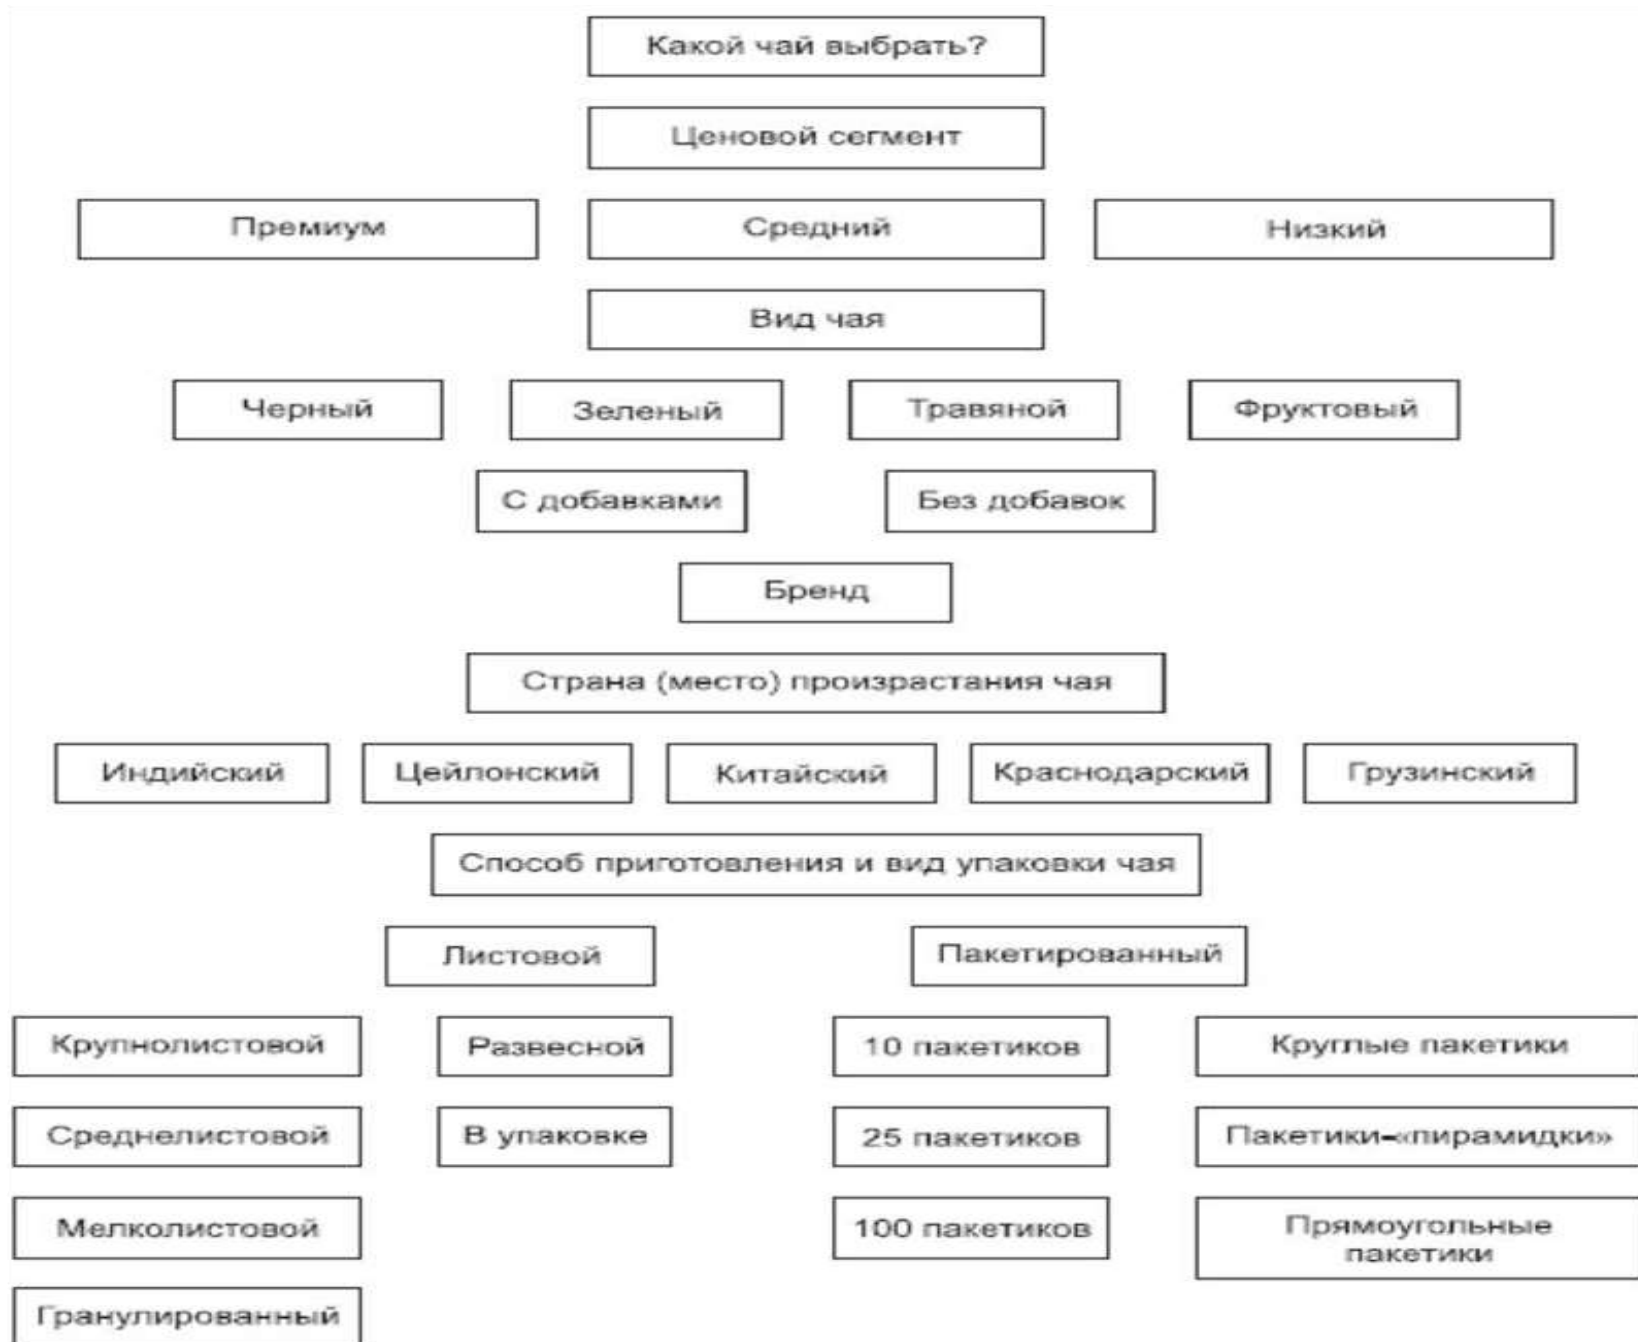 Какой чай выбрать?
Ценовой сегмент
Премиум
Средний
Низкий
Вид чая
Черный
Зеленый
Травяной
Фруктовый
С добавками
Без добавок
Бренд
Страна (место) произрастания чая
Индийский
Цейлонский
Китайский
Краснодарский
Грузинский
Способ приготовления и вид упаковки чая
Листовой
Пакетированный
Крупнолистовой
Развесной
10 пакетиков
Круглые пакетики
Среднелистовой
В упаковке
25 пакетиков
Пакетики-«пирамидки»
Мелколистовой
100 пакетиков
Прямоугольные
пакетики
Гранулированный